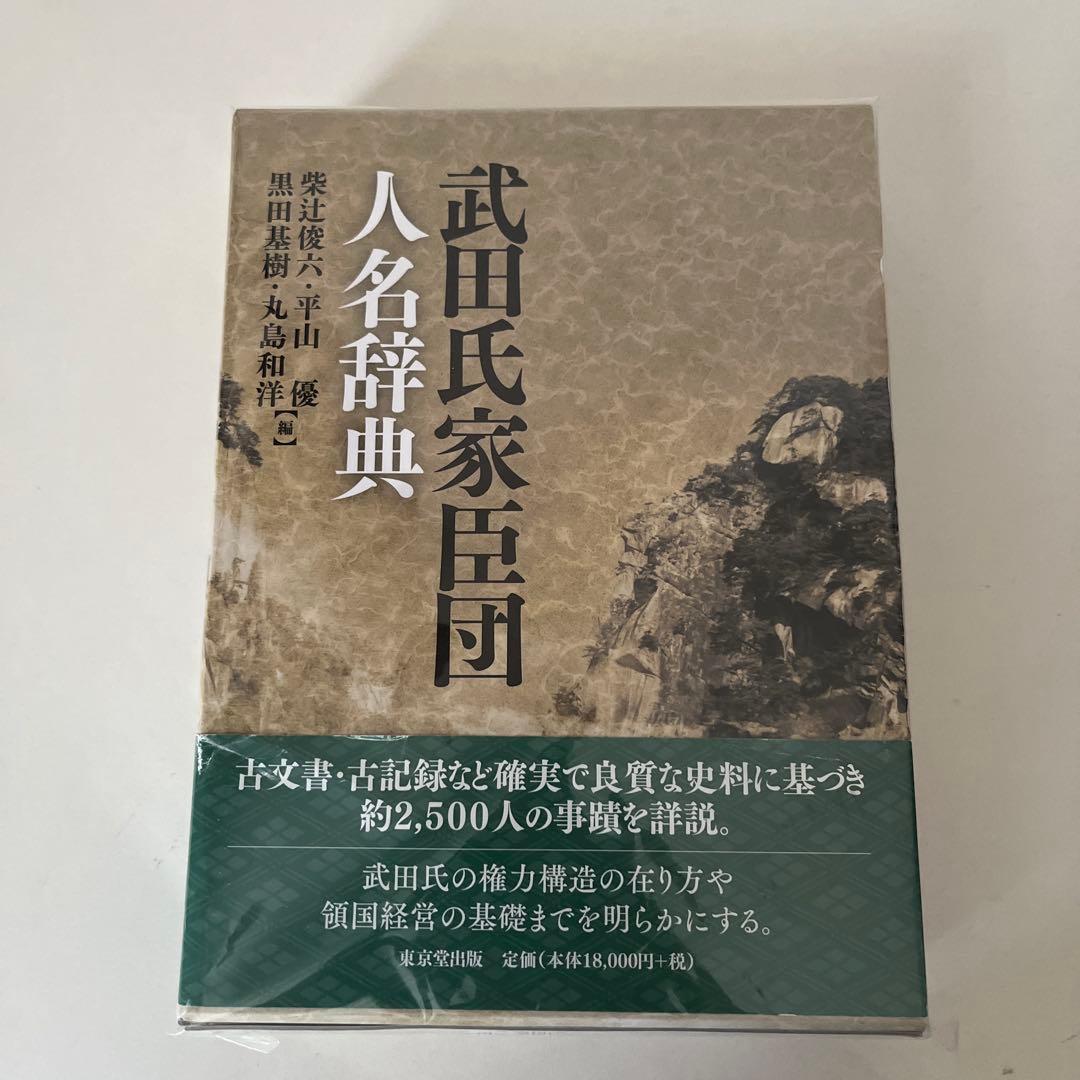 武田氏家臣団
人名辞典
柴辻俊六・平山 優
黒田基樹・丸島和洋【編】
古文書・古記録など確実で良質な史料に基づき
約2,500人の事蹟を詳説。
武田氏の権力構造の在り方や
領国経営の基礎までを明らかにする。
東京堂出版 定価(本体18,000円+税)